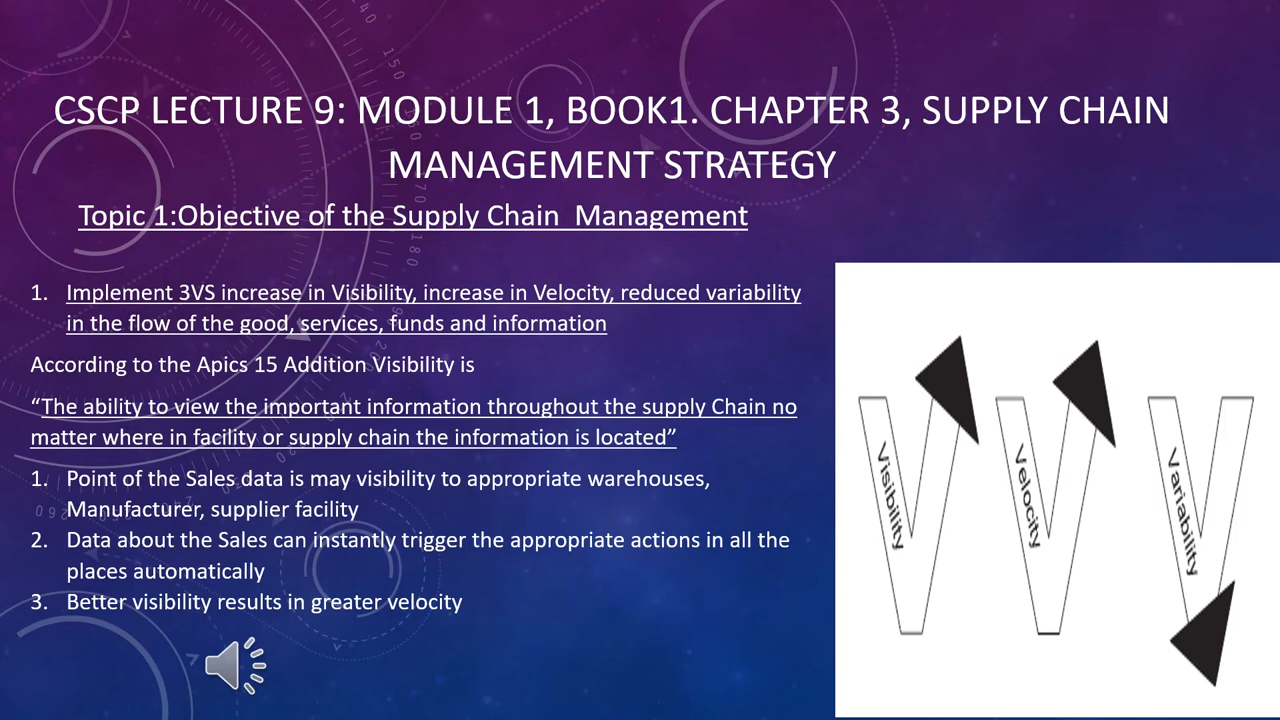 CSCP LECTURE 9: MODULE 1, BOOK1. CHAPTER 3, SUPPLY CHAIN
MANAGEMENT STRATEGY
Topic 1:Objective of the Supply Chain  Management
1. Implement 3VS increase in Visibility, increase in Velocity, reduced variability
in the flow of the good, services, funds and information
According to the Apics 15 Addition Visibility is
“The ability to view the important information throughout the supply Chain no
matter where in facility or supply chain the information is located”
1. Point of the Sales data is may visibility to appropriate warehouses,
Manufacturer, supplier facility
2. Data about the Sales can instantly trigger the appropriate actions in all the
places automatically
3. Better visibility results in greater velocity
Visibility
Velocity
Variability